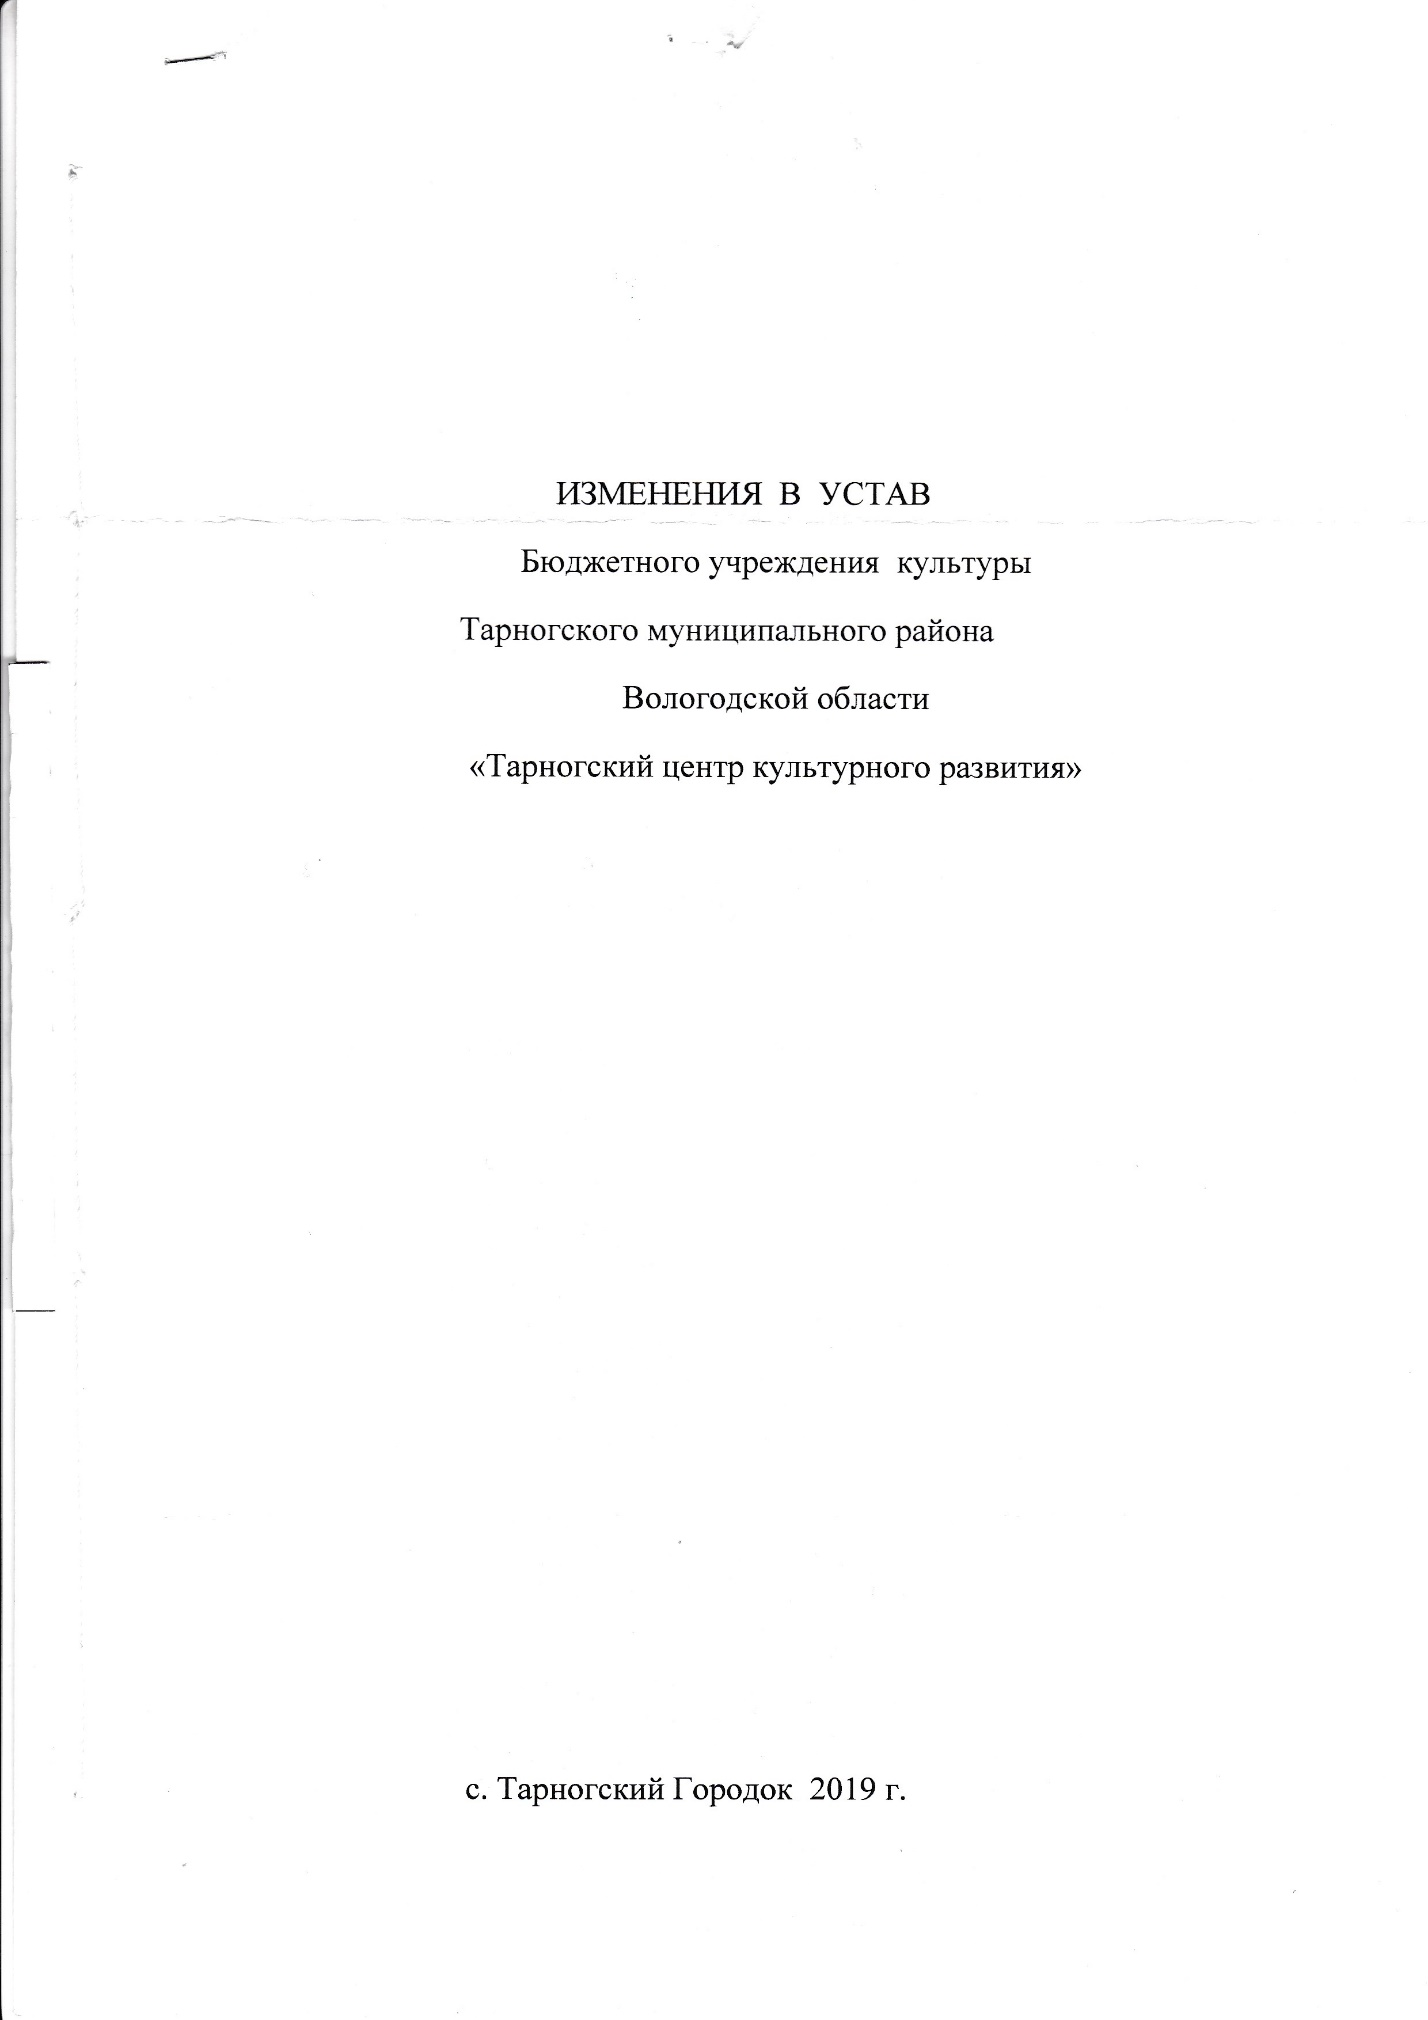 ИЗМЕНЕНИЯ В УСТАВ
Бюджетного учреждения культуры
Тарногского муниципального района
Вологодской области
«Тарногский центр культурного развития»
с. Тарногский Городок 2019 г.